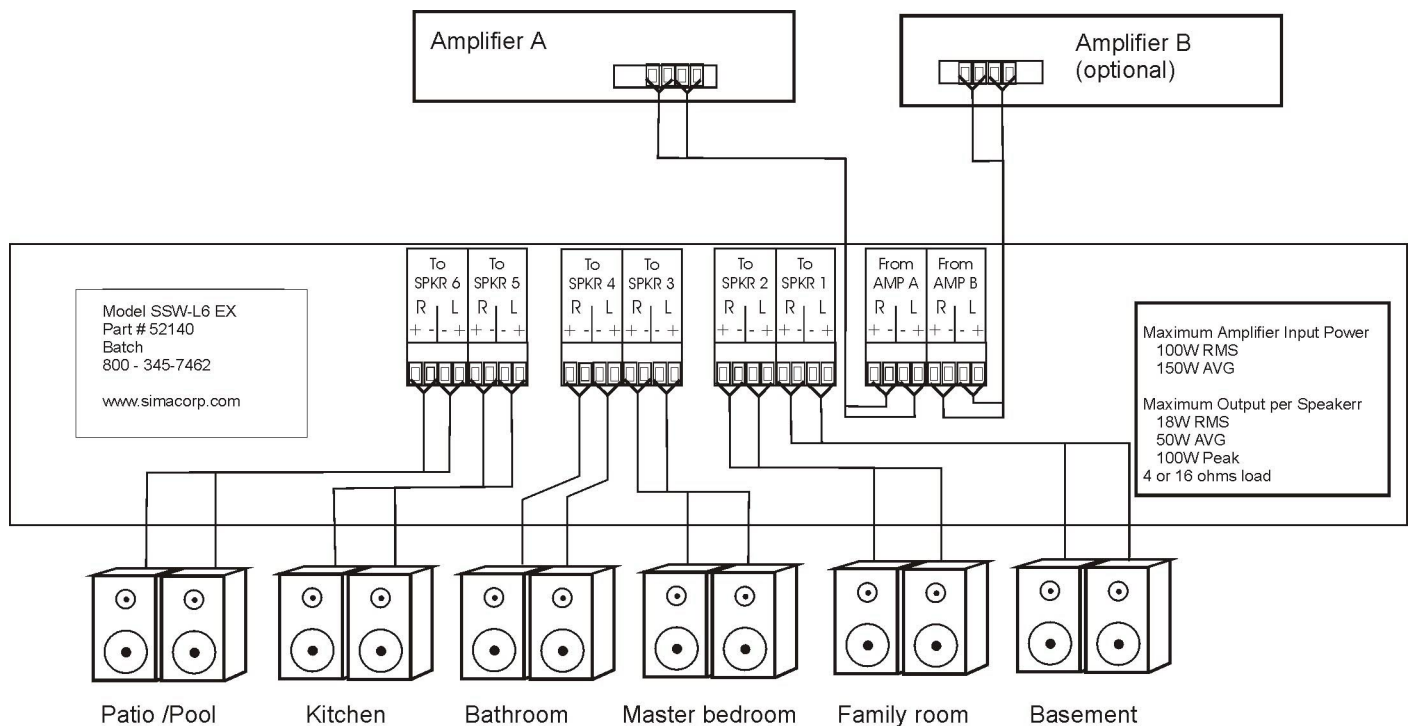 Amplifier A
Amplifier B
(optional)
To
SPKR 6
R L
+ - - +
To
SPKR 5
R L
+ - - +
To
SPKR 4
R L
+ - - +
To
SPKR 3
R L
+ - - +
To
SPKR 2
R L
+ - - +
To
SPKR 1
R L
+ - - +
From
AMP A
R L
+ - - +
From
AMP B
R L
+ - - +
Model SSW-L6 EX
Part # 52140
Batch
800 - 345-7462
www.simacorp.com
Maximum Amplifier Input Power
100W RMS
150W AVG
Maximum Output per Speakerr
18W RMS
50W AVG
100W Peak
4 or 16 ohms load
Patio /Pool
Kitchen
Bathroom
Master bedroom
Family room
Basement